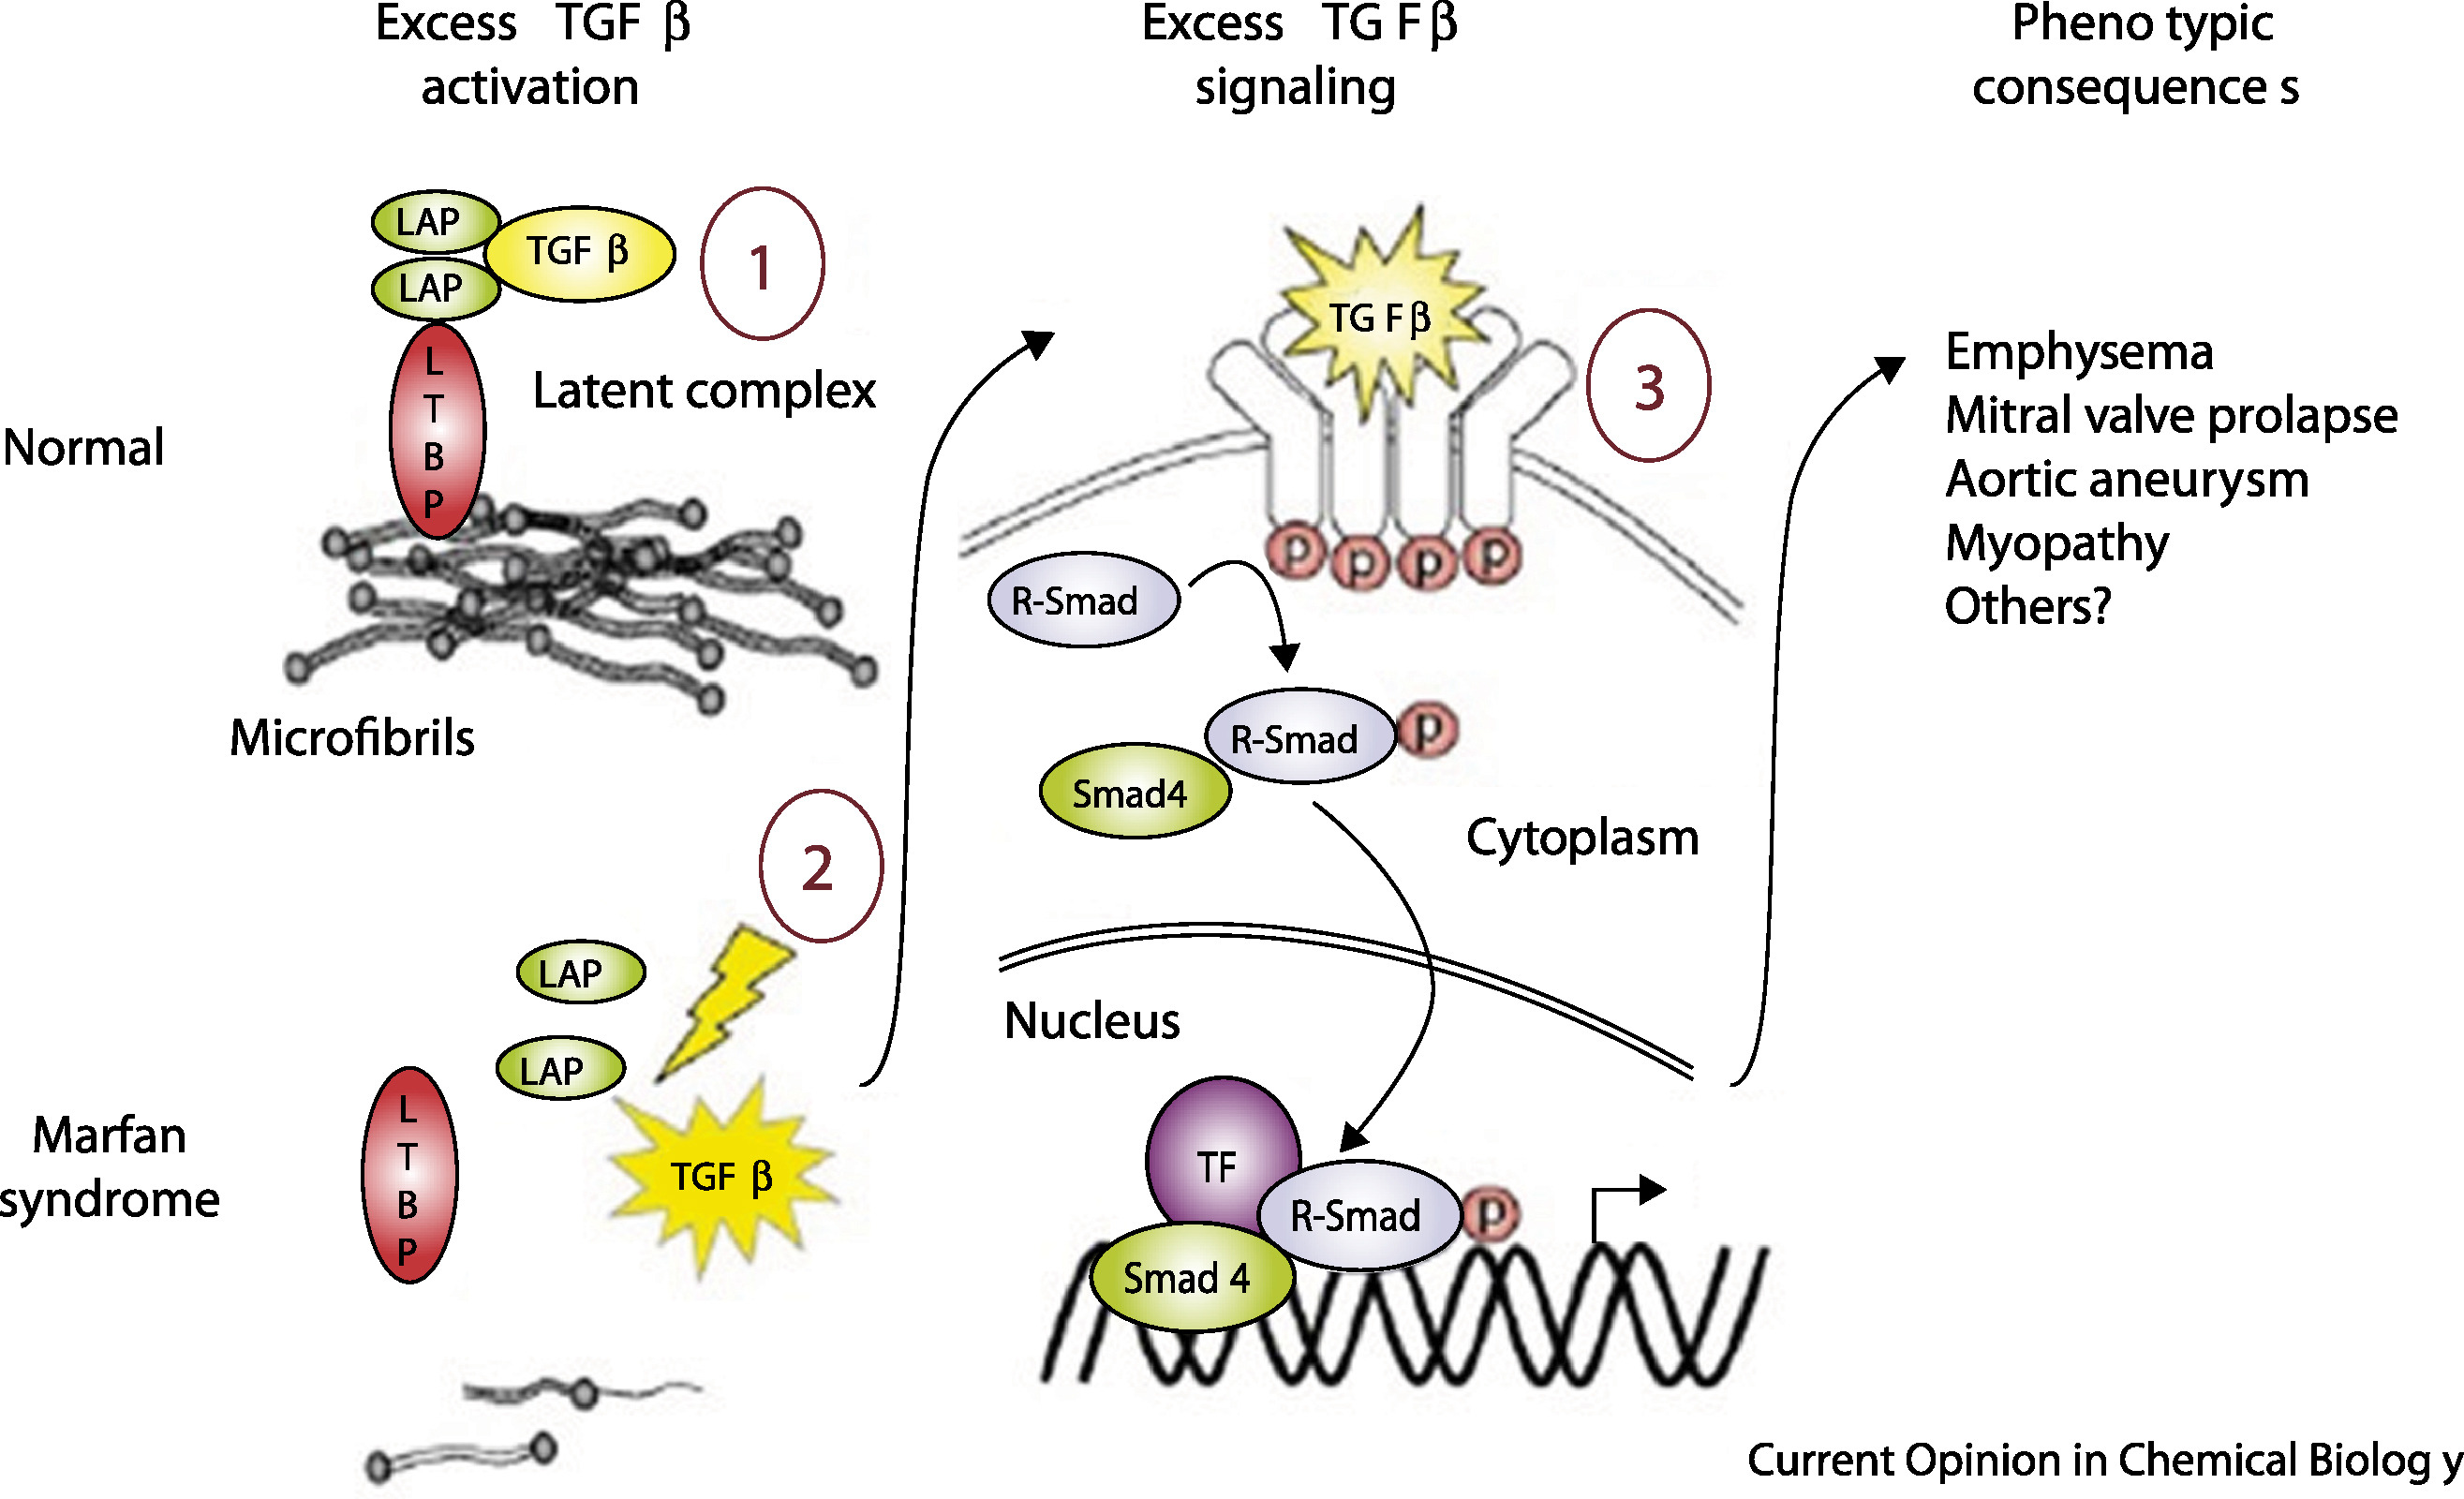 Excess TGF β
activation
Excess TG F β
signaling
Pheno typic
consequence s
Normal
LAP
LAP
TGF β
1
L
T
B
P
Latent complex
Microfibrils
2
LAP
LAP
Marfan
syndrome
L
T
B
P
TGF β
TG F β
3
p
p
p
p
R-Smad
R-Smad
p
Smad4
Cytoplasm
Nucleus
TF
R-Smad
p
Smad 4
Emphysema
Mitral valve prolapse
Aortic aneurysm
Myopathy
Others?
Current Opinion in Chemical Biolog y